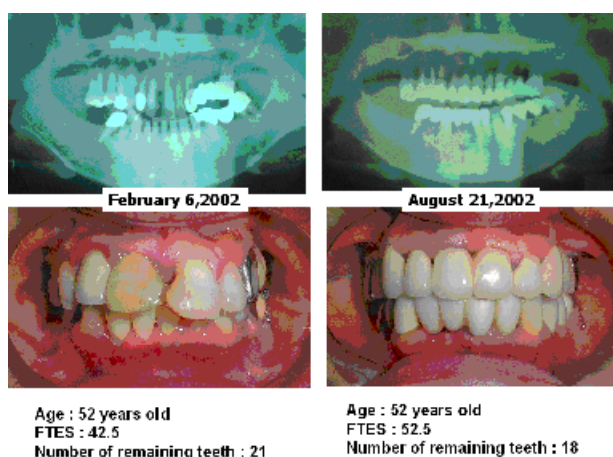 February 6,2002
August 21,2002
Age : 52 years old
FTES : 42.5
Number of remaining teeth : 21
Age : 52 years old
FTES : 52.5
Number of remaining teeth : 18